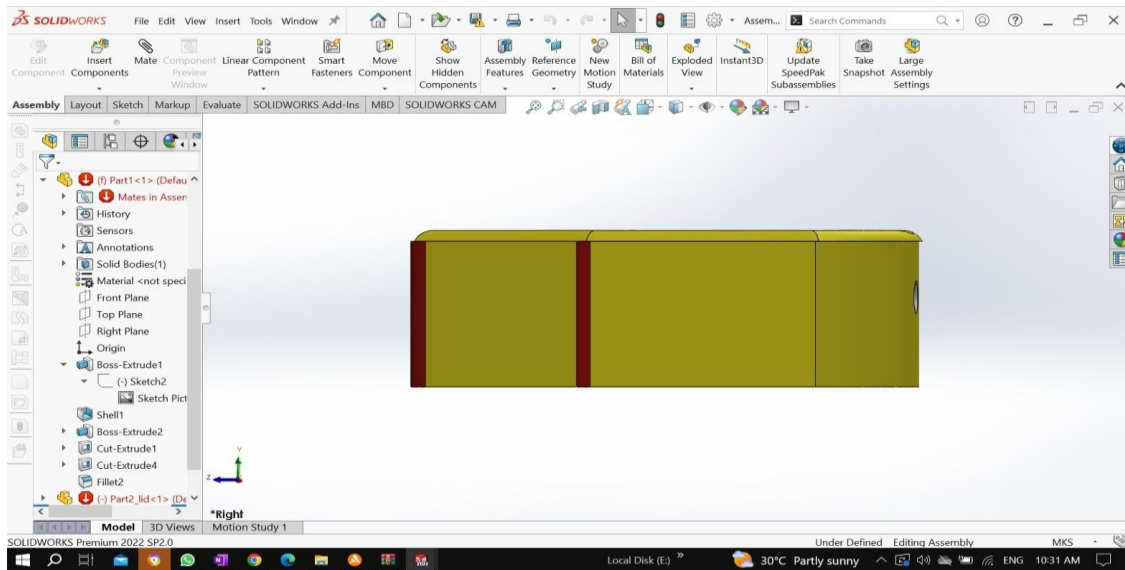 SOLIDWORKS File Edit View Insert Tools Window Assem... Search Commands
Edit Component Insert Components Mate Component Preview Window Linear Component Pattern Smart Fasteners Move Component Show Hidden Components Assembly Features Reference Geometry New Motion Study Bill of Materials Exploded View Instant3D Update SpeedPak Subassemblies Take Snapshot Large Assembly Settings
Assembly Layout Sketch Markup Evaluate SOLIDWORKS Add-Ins MBD SOLIDWORKS CAM
(f) Part1<1> (Defau
Mates in Assen
History
Sensors
Annotations
Solid Bodies(1)
Material <not speci
Front Plane
Top Plane
Right Plane
Origin
Boss-Extrude1
(-) Sketch2
Sketch Pict
Shell1
Boss-Extrude2
Cut-Extrude1
Cut-Extrude4
Fillet2
(-) Part2_lid<1> (De
Y
Z
*Right
Model 3D Views Motion Study 1
SOLIDWORKS Premium 2022 SP2.0 Under Defined Editing Assembly MKS
Local Disk (E:) 30°C Partly sunny ENG 10:31 AM